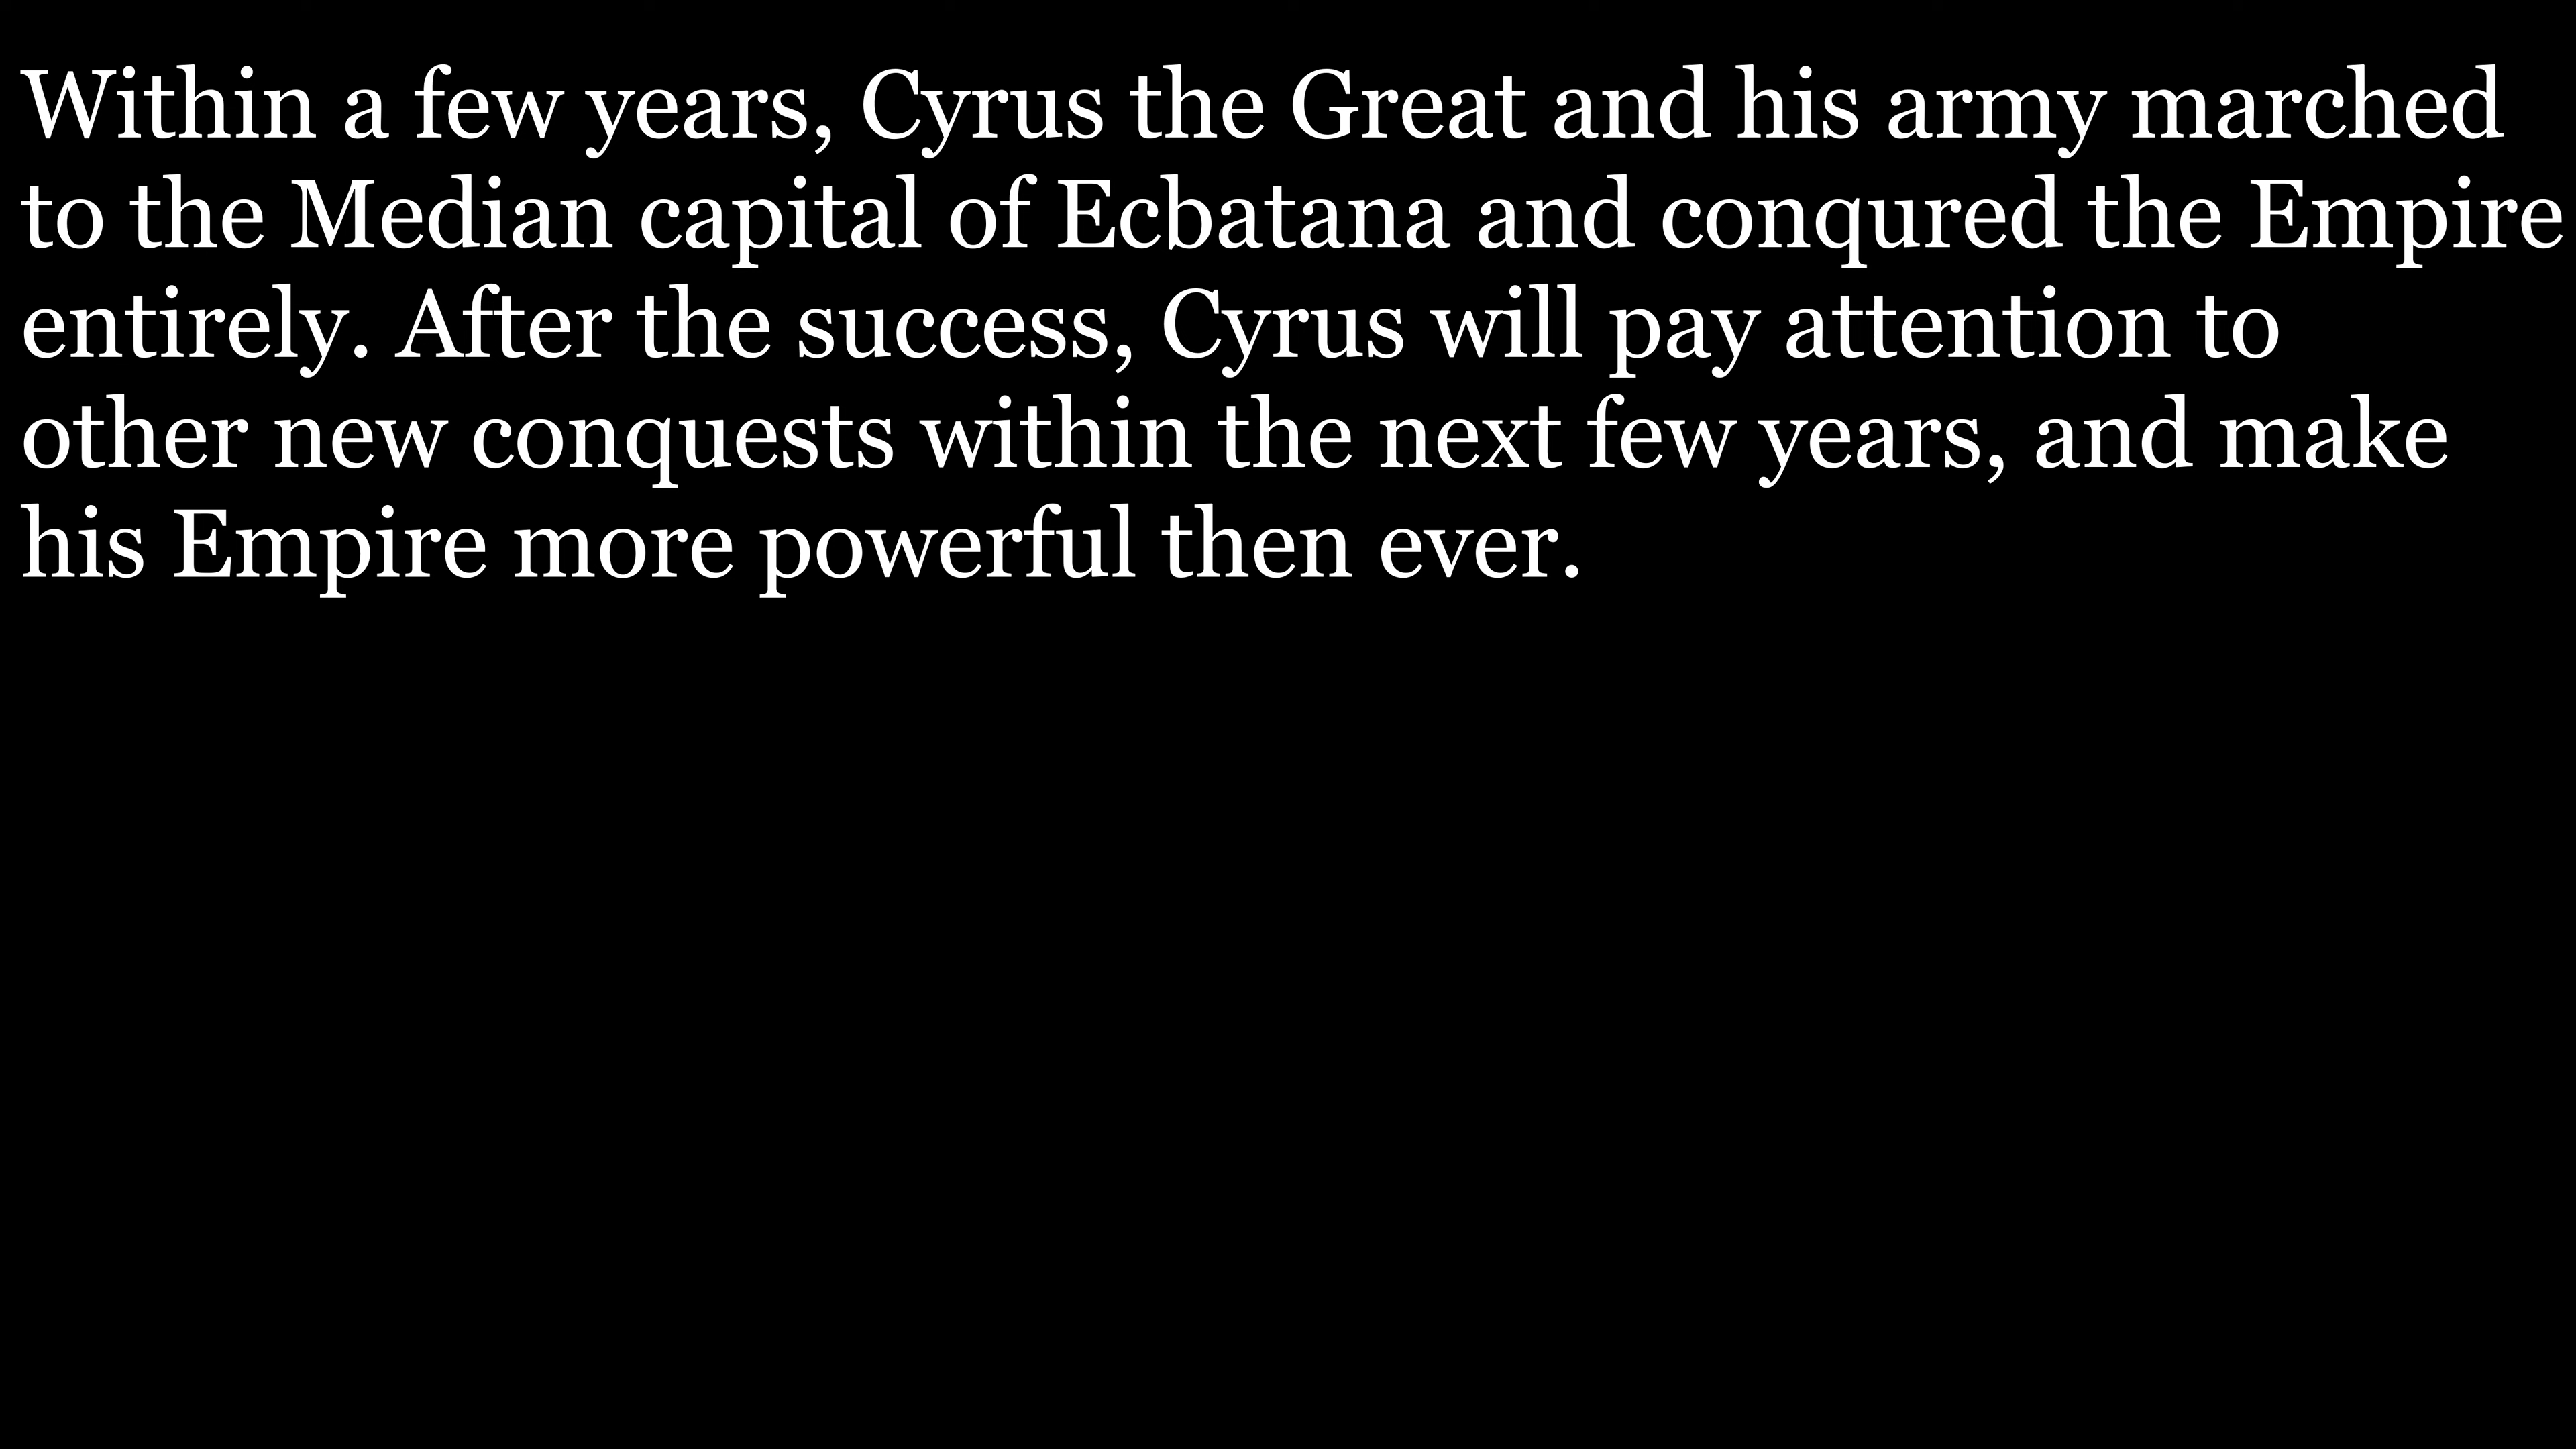 Within a few years, Cyrus the Great and his army marched
to the Median capital of Ecbatana and conqured the Empire
entirely. After the success, Cyrus will pay attention to
other new conquests within the next few years, and make
his Empire more powerful then ever.